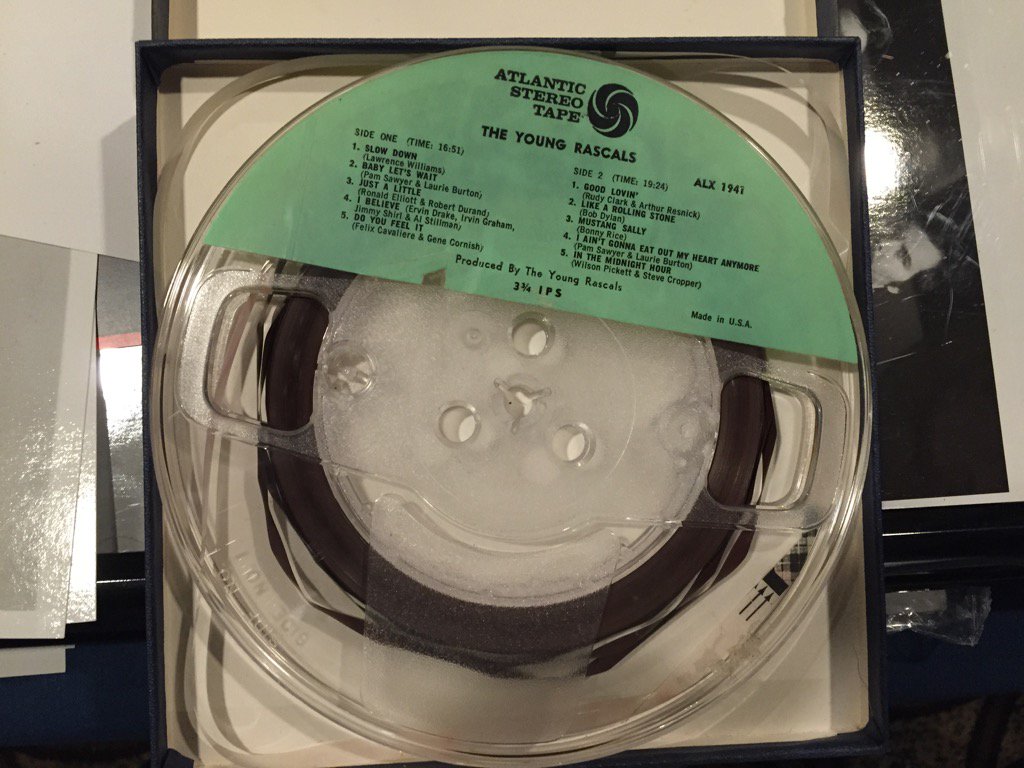 ATLANTIC
STEREO
TAPE
THE YOUNG RASCALS
ALX 1941
SIDE ONE (TIME: 16:51)
1. SLOW DOWN
(Lawrence Williams)
2. BABY LET'S WAIT
(Pam Sawyer & Laurie Burton)
3. JUST A LITTLE
(Ronald Elliott & Robert Durand)
4. I BELIEVE (Ervin Drake, Irvin Graham,
Jimmy Shirl & Al Stillman)
5. DO YOU FEEL IT
(Felix Cavaliere & Gene Cornish)
SIDE 2 (TIME: 19:24)
1. GOOD LOVIN'
(Rudy Clark & Arthur Resnick)
2. LIKE A ROLLING STONE
(Bob Dylan)
3. MUSTANG SALLY
(Bonny Rice)
4. I AIN'T GONNA EAT OUT MY HEART ANYMORE
(Pam Sawyer & Laurie Burton)
5. IN THE MIDNIGHT HOUR
(Wilson Pickett & Steve Cropper)
Produced By The Young Rascals
3¾ IPS
Made in U.S.A.